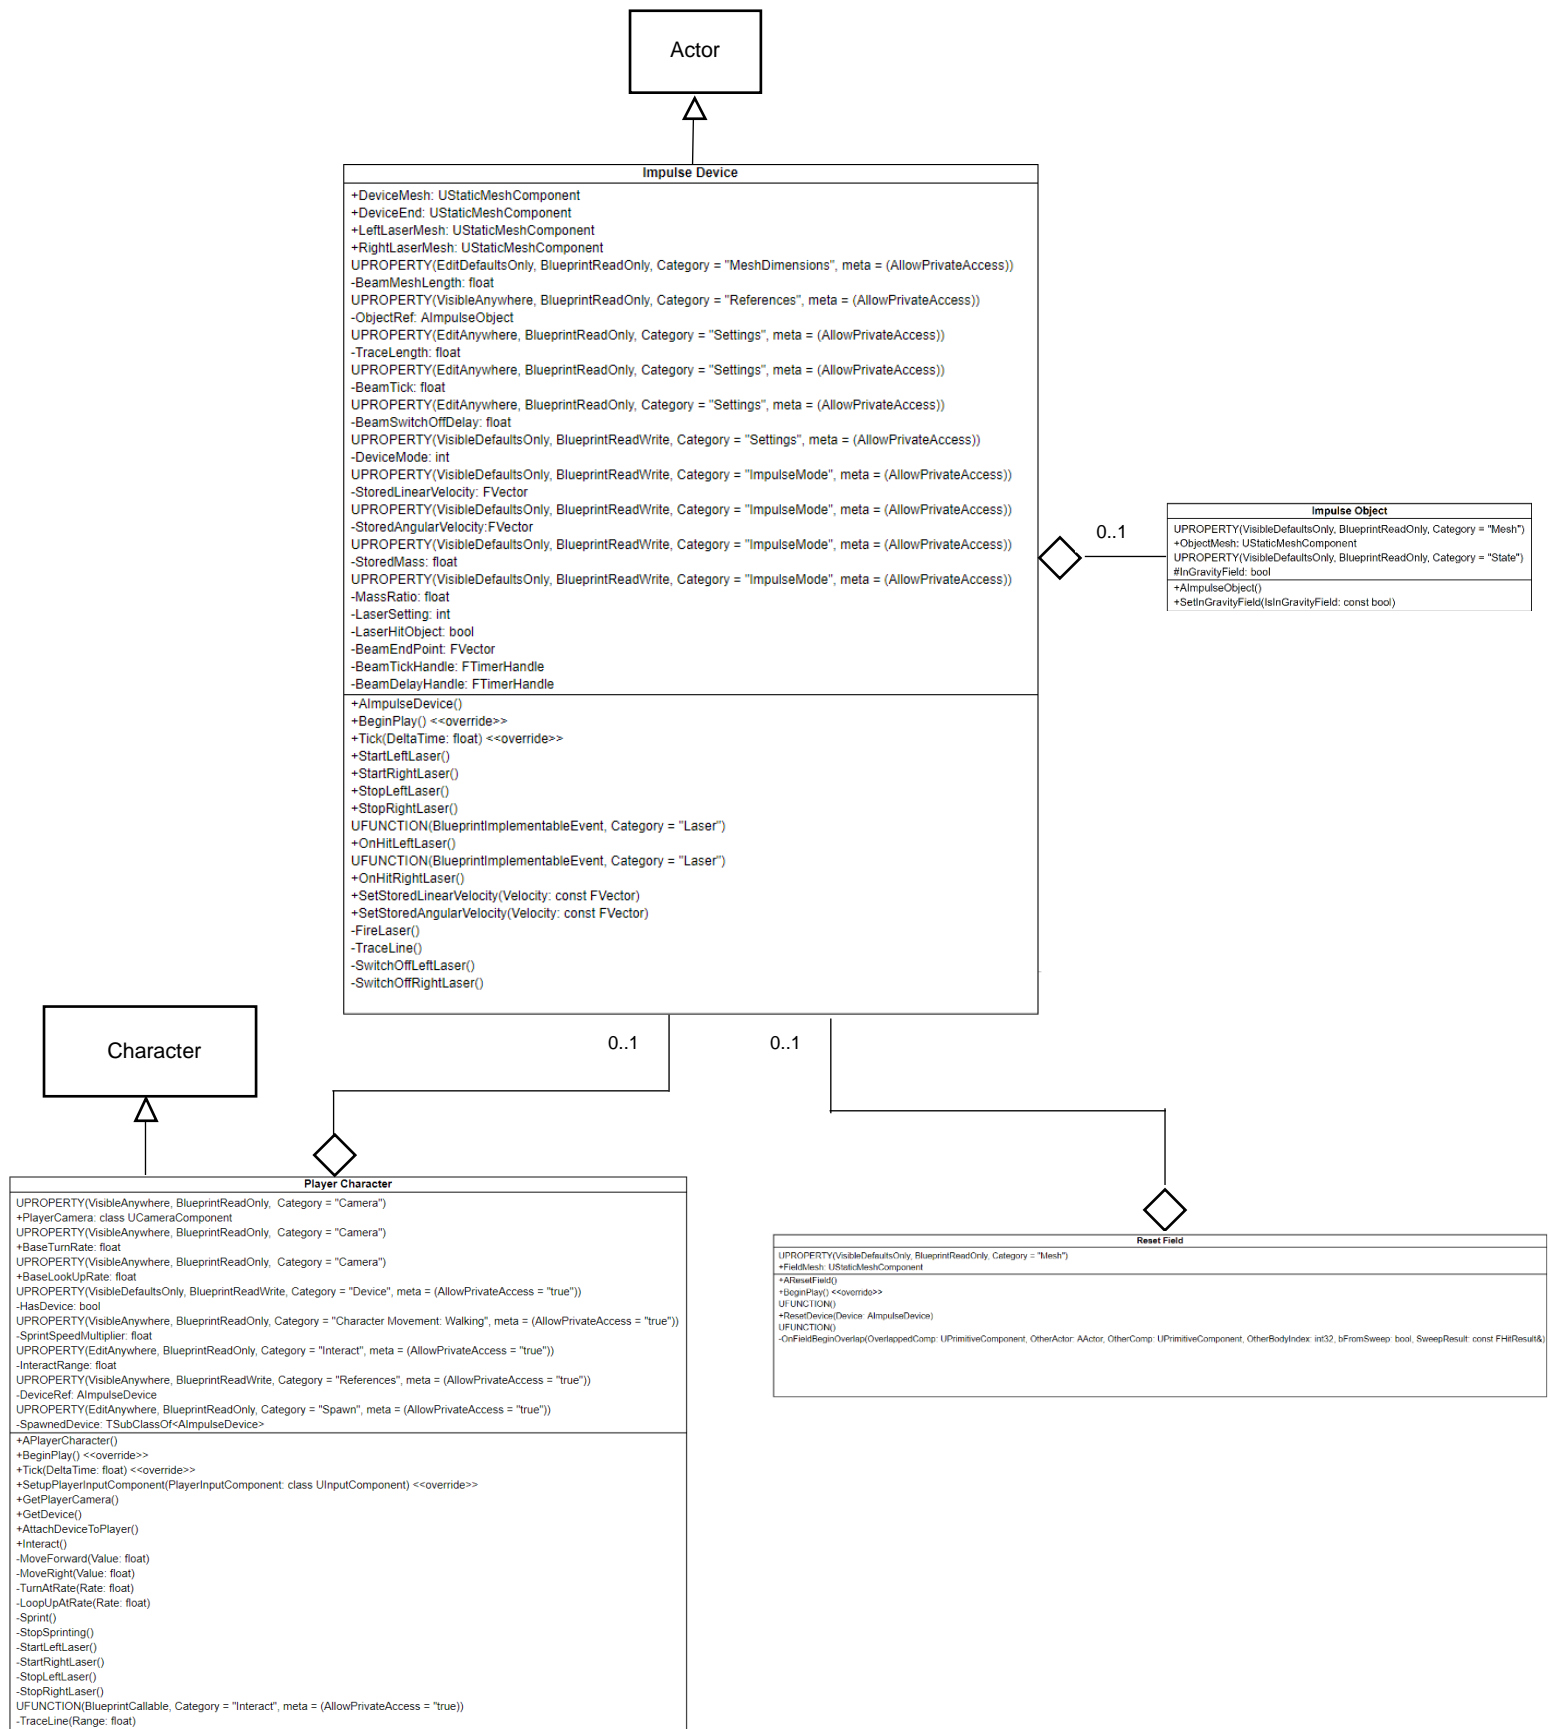 Actor
Impulse Device
+DeviceMesh: UStaticMeshComponent
+DeviceEnd: UStaticMeshComponent
+LeftLaserMesh: UStaticMeshComponent
+RightLaserMesh: UStaticMeshComponent
UPROPERTY(EditDefaultsOnly, BlueprintReadOnly, Category = "MeshDimensions", meta = (AllowPrivateAccess))
-BeamMeshLength: float
UPROPERTY(VisibleAnywhere, BlueprintReadOnly, Category = "References", meta = (AllowPrivateAccess))
-ObjectRef: AImpulseObject
UPROPERTY(EditAnywhere, BlueprintReadOnly, Category = "Settings", meta = (AllowPrivateAccess))
-TraceLength: float
UPROPERTY(EditAnywhere, BlueprintReadOnly, Category = "Settings", meta = (AllowPrivateAccess))
-BeamTick: float
UPROPERTY(EditAnywhere, BlueprintReadOnly, Category = "Settings", meta = (AllowPrivateAccess))
-BeamSwitchOffDelay: float
UPROPERTY(VisibleDefaultsOnly, BlueprintReadWrite, Category = "Settings", meta = (AllowPrivateAccess))
-DeviceMode: int
UPROPERTY(VisibleDefaultsOnly, BlueprintReadWrite, Category = "ImpulseMode", meta = (AllowPrivateAccess))
-StoredLinearVelocity: FVector
UPROPERTY(VisibleDefaultsOnly, BlueprintReadWrite, Category = "ImpulseMode", meta = (AllowPrivateAccess))
-StoredAngularVelocity:FVector
UPROPERTY(VisibleDefaultsOnly, BlueprintReadWrite, Category = "ImpulseMode", meta = (AllowPrivateAccess))
-StoredMass: float
UPROPERTY(VisibleDefaultsOnly, BlueprintReadWrite, Category = "ImpulseMode", meta = (AllowPrivateAccess))
-MassRatio: float
-LaserSetting: int
-LaserHitObject: bool
-BeamEndPoint: FVector
-BeamTickHandle: FTimerHandle
-BeamDelayHandle: FTimerHandle
+AImpulseDevice()
+BeginPlay() <<override>>
+Tick(DeltaTime: float) <<override>>
+StartLeftLaser()
+StartRightLaser()
+StopLeftLaser()
+StopRightLaser()
UFUNCTION(BlueprintImplementableEvent, Category = "Laser")
+OnHitLeftLaser()
UFUNCTION(BlueprintImplementableEvent, Category = "Laser")
+OnHitRightLaser()
+SetStoredLinearVelocity(Velocity: const FVector)
+SetStoredAngularVelocity(Velocity: const FVector)
-FireLaser()
-TraceLine()
-SwitchOffLeftLaser()
-SwitchOffRightLaser()
0..1
Impulse Object
UPROPERTY(VisibleDefaultsOnly, BlueprintReadOnly, Category = "Mesh")
+ObjectMesh: UStaticMeshComponent
UPROPERTY(VisibleDefaultsOnly, BlueprintReadOnly, Category = "State")
#InGravityField: bool
+AImpulseObject()
+SetInGravityField(IsInGravityField: const bool)
Character
0..1
0..1
Player Character
UPROPERTY(VisibleAnywhere, BlueprintReadOnly, Category = "Camera")
+PlayerCamera: class UCameraComponent
UPROPERTY(VisibleAnywhere, BlueprintReadOnly, Category = "Camera")
+BaseTurnRate: float
UPROPERTY(VisibleAnywhere, BlueprintReadOnly, Category = "Camera")
+BaseLookUpRate: float
UPROPERTY(VisibleDefaultsOnly, BlueprintReadWrite, Category = "Device", meta = (AllowPrivateAccess = "true"))
-HasDevice: bool
UPROPERTY(VisibleAnywhere, BlueprintReadOnly, Category = "Character Movement: Walking", meta = (AllowPrivateAccess = "true"))
-SprintSpeedMultiplier: float
UPROPERTY(EditAnywhere, BlueprintReadOnly, Category = "Interact", meta = (AllowPrivateAccess = "true"))
-InteractRange: float
UPROPERTY(VisibleAnywhere, BlueprintReadWrite, Category = "References", meta = (AllowPrivateAccess = "true"))
-DeviceRef: AImpulseDevice
UPROPERTY(EditAnywhere, BlueprintReadOnly, Category = "Spawn", meta = (AllowPrivateAccess = "true"))
-SpawnedDevice: TSubClassOf<AImpulseDevice>
+APlayerCharacter()
+BeginPlay() <<override>>
+Tick(DeltaTime: float) <<override>>
+SetupPlayerInputComponent(PlayerInputComponent: class UInputComponent) <<override>>
+GetPlayerCamera()
+GetDevice()
+AttachDeviceToPlayer()
+Interact()
-MoveForward(Value: float)
-MoveRight(Value: float)
-TurnAtRate(Rate: float)
-LoopUpAtRate(Rate: float)
-Sprint()
-StopSprinting()
-StartLeftLaser()
-StartRightLaser()
-StopLeftLaser()
-StopRightLaser()
UFUNCTION(BlueprintCallable, Category = "Interact", meta = (AllowPrivateAccess = "true))
-TraceLine(Range: float)
Reset Field
UPROPERTY(VisibleDefaultsOnly, BlueprintReadOnly, Category = "Mesh")
+FieldMesh: UStaticMeshComponent
+AResetField()
+BeginPlay() <<override>>
UFUNCTION()
+ResetDevice(Device: AImpulseDevice)
UFUNCTION()
-OnFieldBeginOverlap(OverlappedComp: UPrimitiveComponent, OtherActor: AActor, OtherComp: UPrimitiveComponent, OtherBodyIndex: int32, bFromSweep: bool, SweepResult: const FHitResult&)